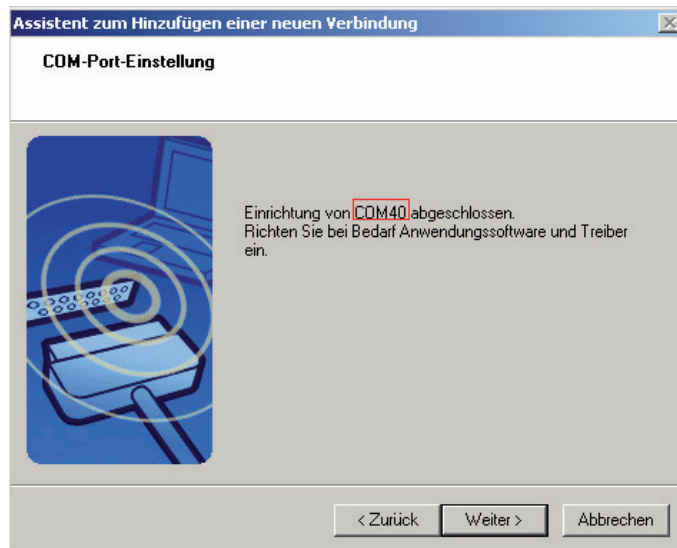 Assistent zum Hinzufügen einer neuen Verbindung
COM-Port-Einstellung
Einrichtung von COM40 abgeschlossen.
Richten Sie bei Bedarf Anwendungssoftware und Treiber
ein.
< Zurück
Weiter >
Abbrechen